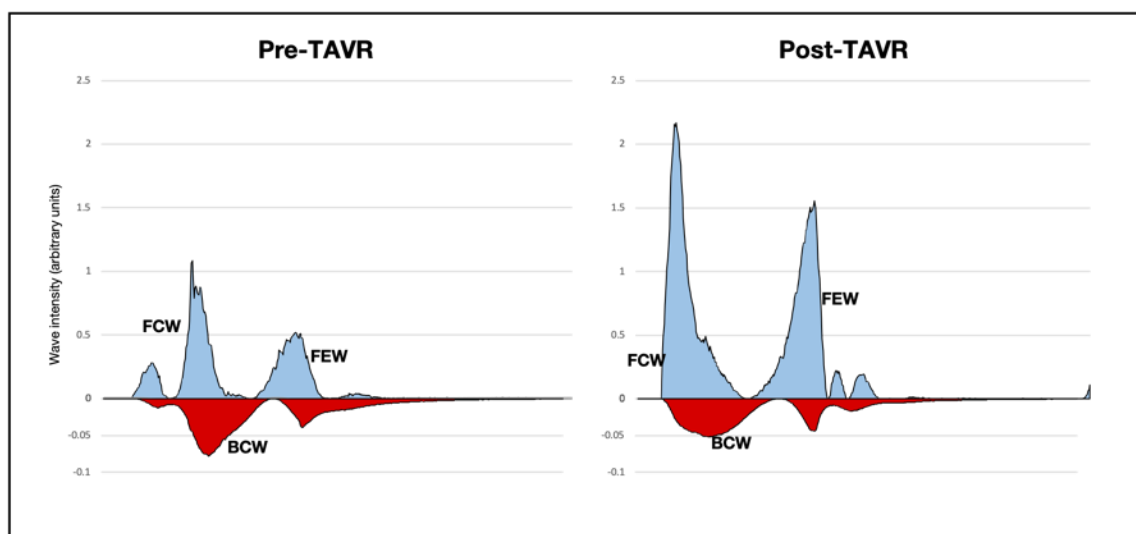 Pre-TAVR
Post-TAVR
Wave intensity (arbitrary units)
2.5
2
1.5
1
0.5
0
-0.05
-0.1
FCW
FEW
BCW
2.5
2
1.5
1
0.5
0
-0.05
-0.1
FCW
FEW
BCW